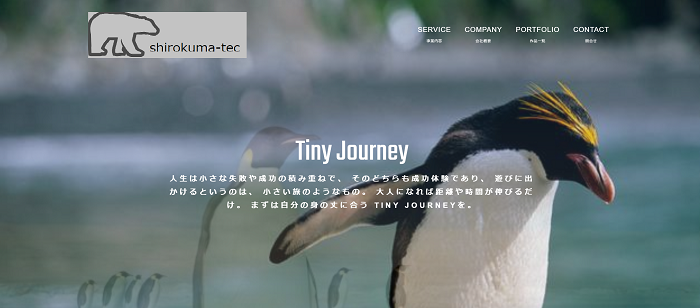 shirokuma-tec
SERVICE COMPANY PORTFOLIO CONTACT
事業内容 会社概要 作品一覧 問合せ
Tiny Journey
人生は小さな失敗や成功の積み重ねで、 そのどちらも成功体験であり、 遊びに出
かけるというのは、 小さい旅のようなもの。 大人になれば距離や時間が伸びるだ
け。 まずは自分の身の丈に合う TINY JOURNEYを。